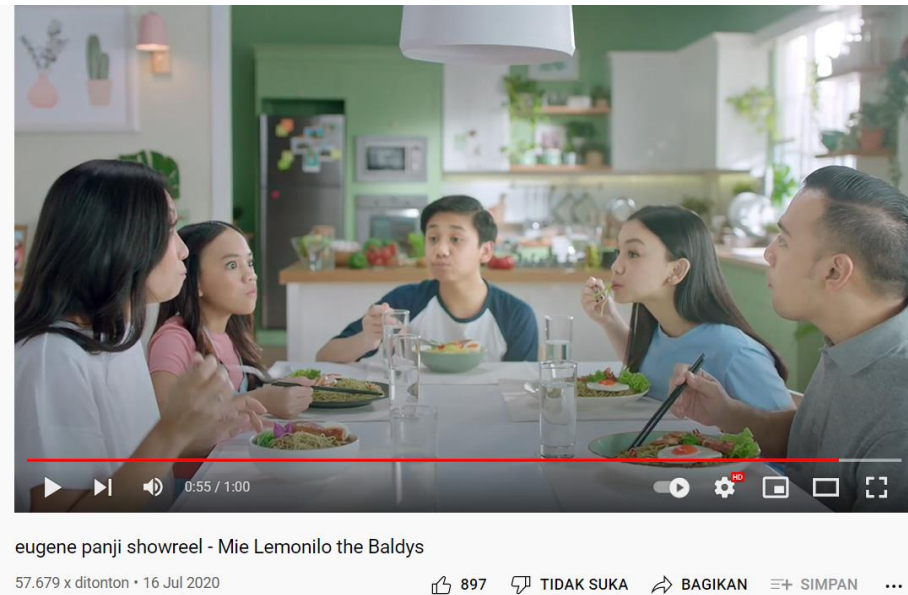 0:55 / 1:00
HD
eugene panji showreel - Mie Lemonilo the Baldys
57.679 x ditonton • 16 Jul 2020
897 TIDAK SUKA BAGIKAN SIMPAN